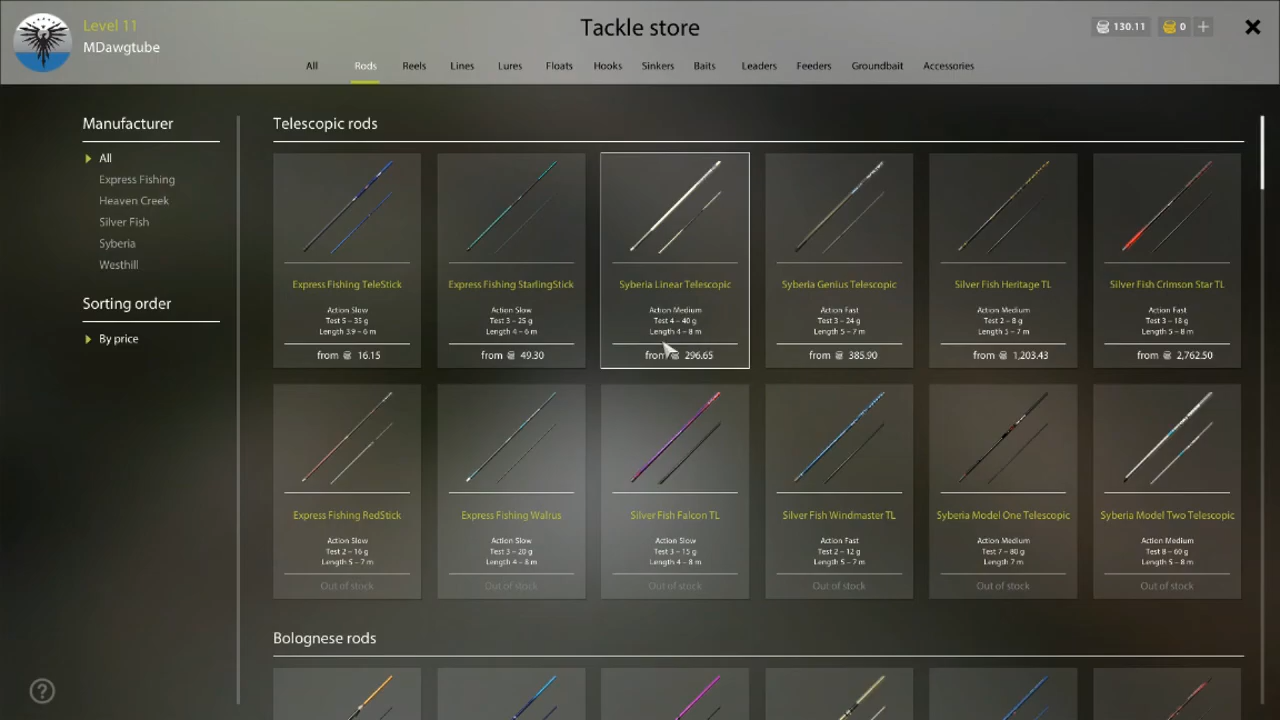 Level 11
MDawgtube
Tackle store
130.11
0
All Rods Reels Lines Lures Floats Hooks Sinkers Baits Leaders Feeders Groundbait Accessories
Manufacturer
All
Express Fishing
Heaven Creek
Silver Fish
Syberia
Westhill
Sorting order
By price
Telescopic rods
Express Fishing TeleStick
Action Slow
Test 5 – 35 g
Length 3.9 – 6 m
from 16.15
Express Fishing StarlingStick
Action Slow
Test 3 – 25 g
Length 4 – 6 m
from 49.30
Syberia Linear Telescopic
Action Medium
Test 4 – 40 g
Length 4 – 8 m
from 296.65
Syberia Genius Telescopic
Action Fast
Test 3 – 24 g
Length 5 – 7 m
from 385.90
Silver Fish Heritage TL
Action Medium
Test 2 – 8 g
Length 5 – 7 m
from 1,203.43
Silver Fish Crimson Star TL
Action Fast
Test 3 – 18 g
Length 5 – 8 m
from 2,762.50
Express Fishing RedStick
Action Slow
Test 2 – 16 g
Length 5 – 7 m
Out of stock
Express Fishing Walrus
Action Slow
Test 3 – 20 g
Length 4 – 8 m
Out of stock
Silver Fish Falcon TL
Action Slow
Test 3 – 15 g
Length 4 – 8 m
Out of stock
Silver Fish Windmaster TL
Action Fast
Test 2 – 12 g
Length 5 – 7 m
Out of stock
Syberia Model One Telescopic
Action Medium
Test 7 – 80 g
Length 7 m
Out of stock
Syberia Model Two Telescopic
Action Medium
Test 8 – 60 g
Length 5 – 8 m
Out of stock
Bolognese rods
?